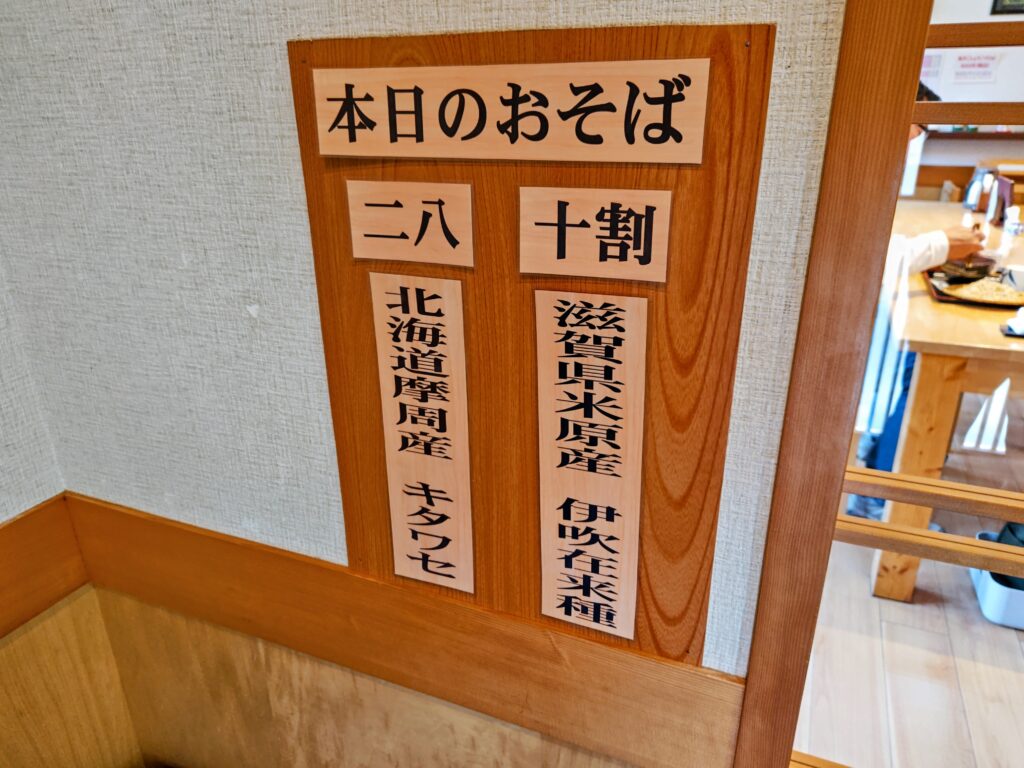 本日のおそば
十割
滋賀県米原産 伊吹在来種
二八
北海道摩周産 キタワセ